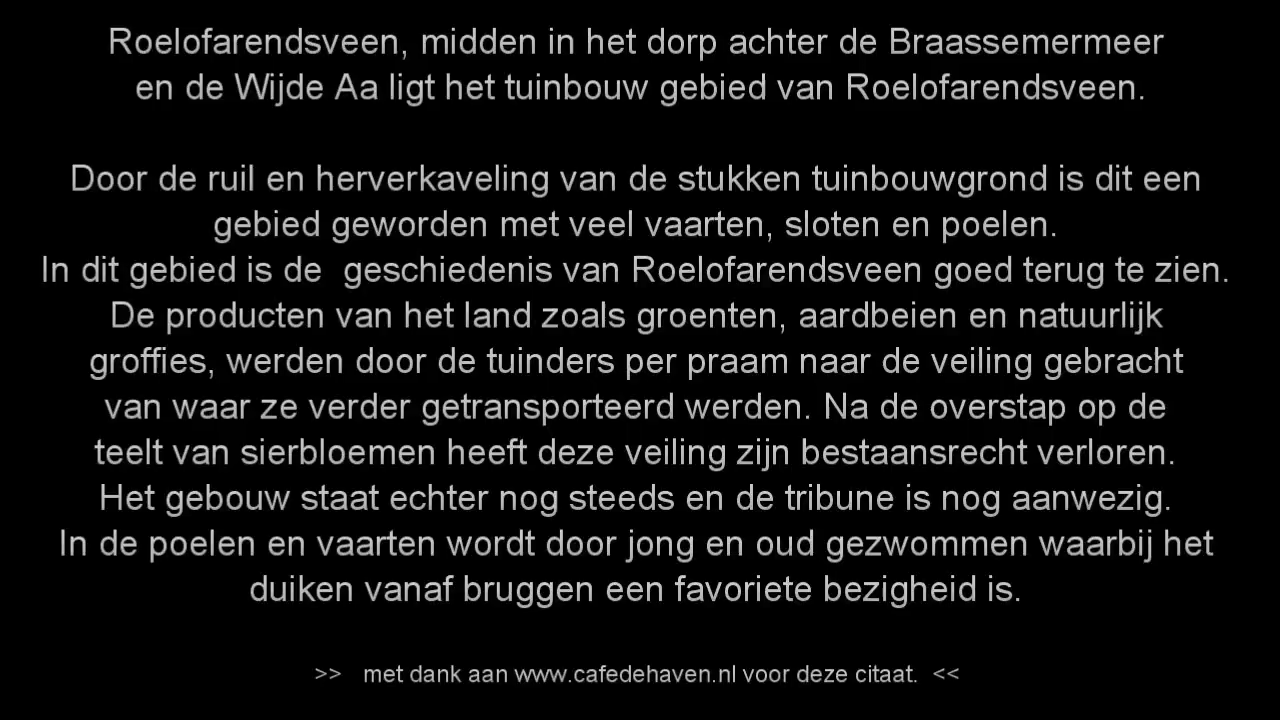 Roelofarendsveen, midden in het dorp achter de Braassemermeer
en de Wijde Aa ligt het tuinbouw gebied van Roelofarendsveen.
Door de ruil en herverkaveling van de stukken tuinbouwgrond is dit een
gebied geworden met veel vaarten, sloten en poelen.
In dit gebied is de  geschiedenis van Roelofarendsveen goed terug te zien.
De producten van het land zoals groenten, aardbeien en natuurlijk
groffies, werden door de tuinders per praam naar de veiling gebracht
van waar ze verder getransporteerd werden. Na de overstap op de
teelt van sierbloemen heeft deze veiling zijn bestaansrecht verloren.
Het gebouw staat echter nog steeds en de tribune is nog aanwezig.
In de poelen en vaarten wordt door jong en oud gezwommen waarbij het
duiken vanaf bruggen een favoriete bezigheid is.
>>   met dank aan www.cafedehaven.nl voor deze citaat.  <<